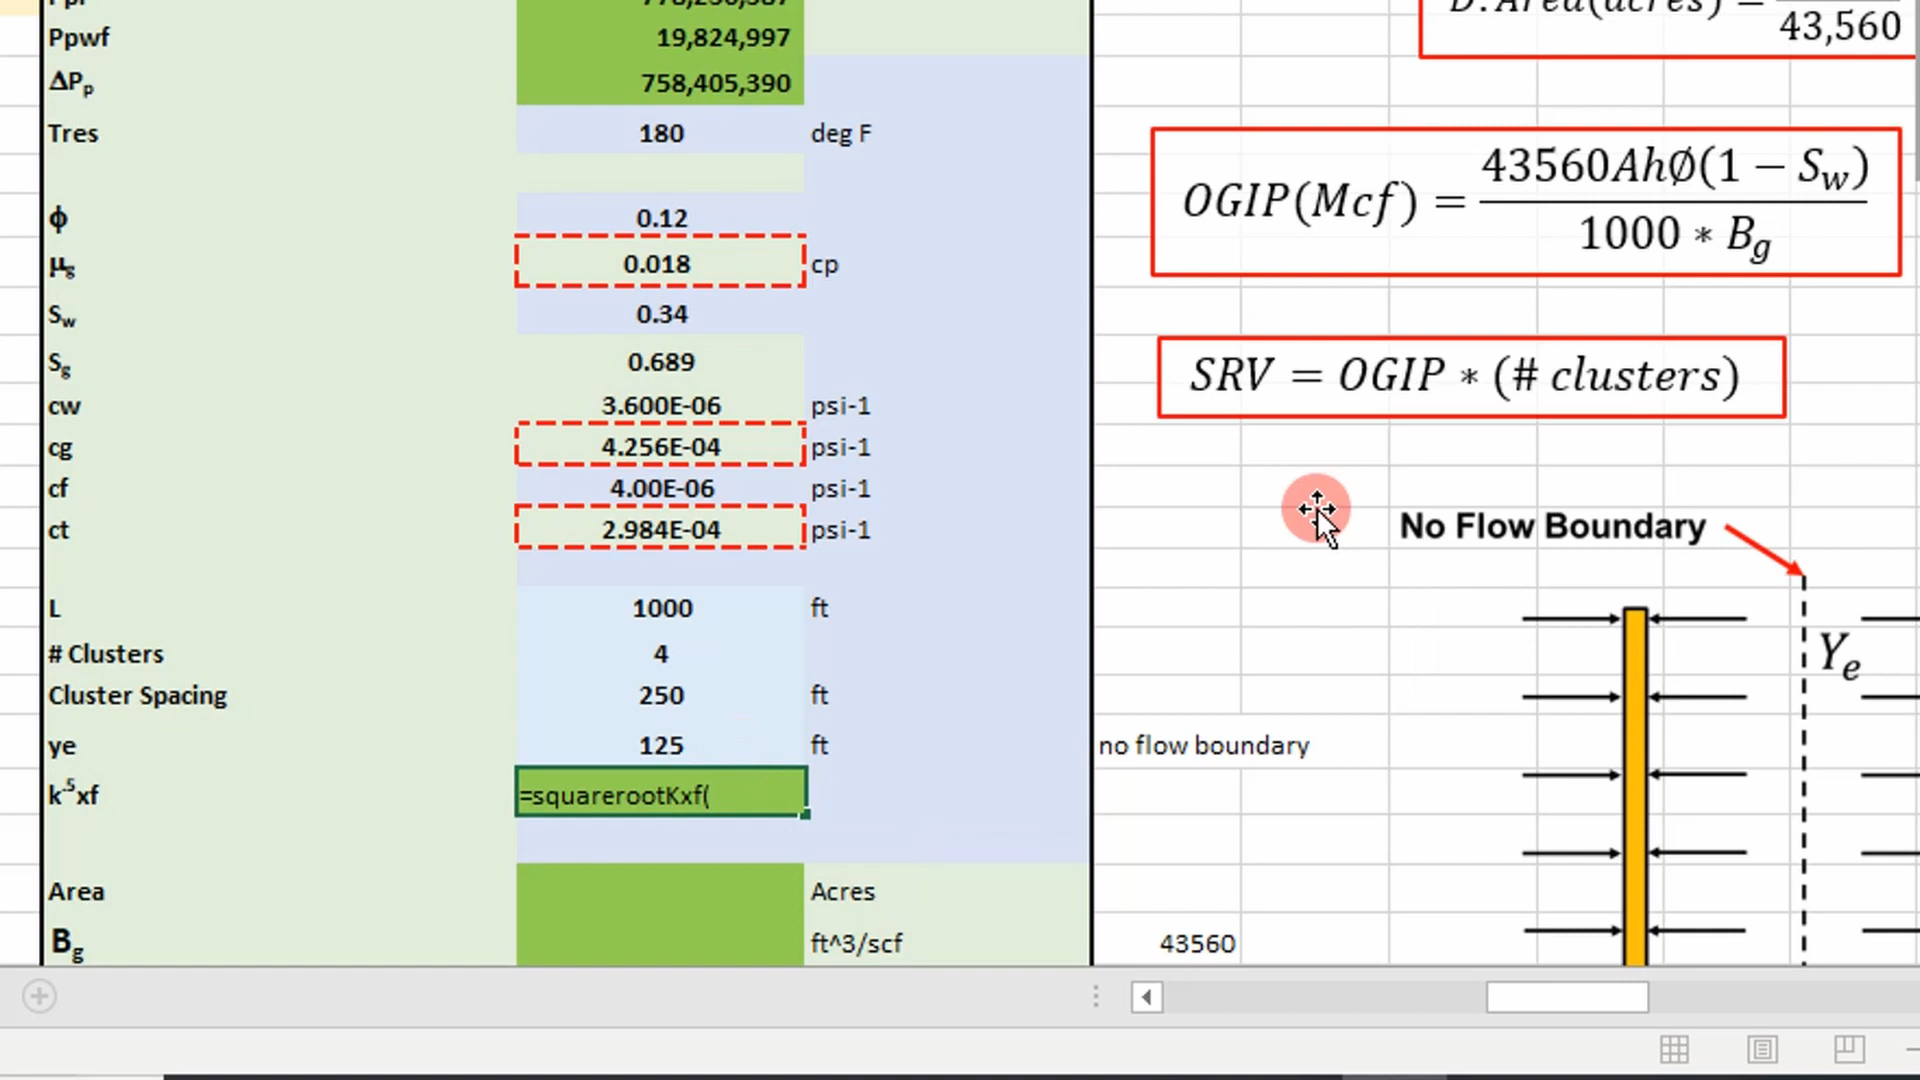 Ppwf 19,824,997
ΔPp 758,405,390
Tres 180 deg F
ϕ 0.12
μg 0.018 cp
Sw 0.34
Sg 0.689
cw 3.600E-06 psi-1
cg 4.256E-04 psi-1
cf 4.00E-06 psi-1
ct 2.984E-04 psi-1
L 1000 ft
# Clusters 4
Cluster Spacing 250 ft
ye 125 ft no flow boundary
k^.5xf =squarerootKxf(
Area Acres
Bg ft^3/scf 43560
D.Area(acres) =
43,560
OGIP(Mcf) = 43560Ah∅(1 − Sw)
1000 ∗ Bg
SRV = OGIP ∗ (# clusters)
No Flow Boundary
Ye